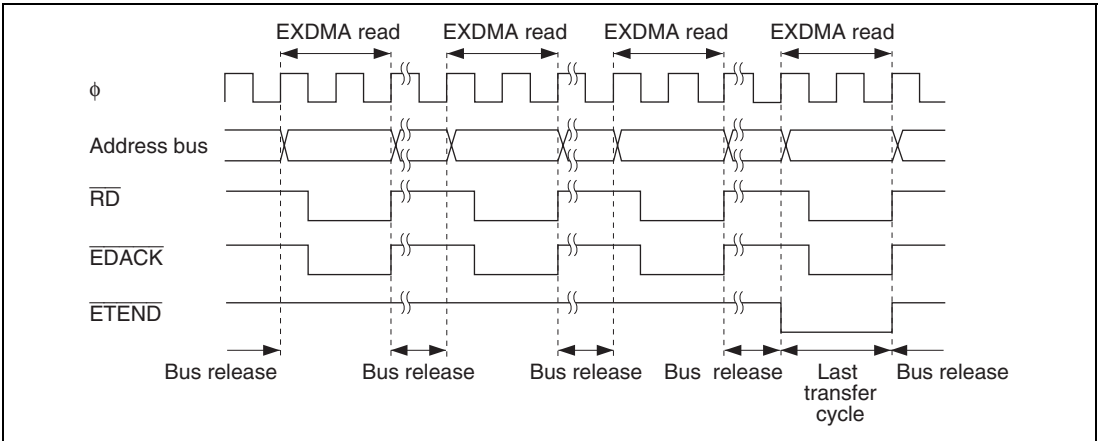 EXDMA read EXDMA read EXDMA read EXDMA read
ϕ
Address bus
RD
EDACK
ETEND
Bus release Bus release Bus release Bus release Last transfer cycle Bus release